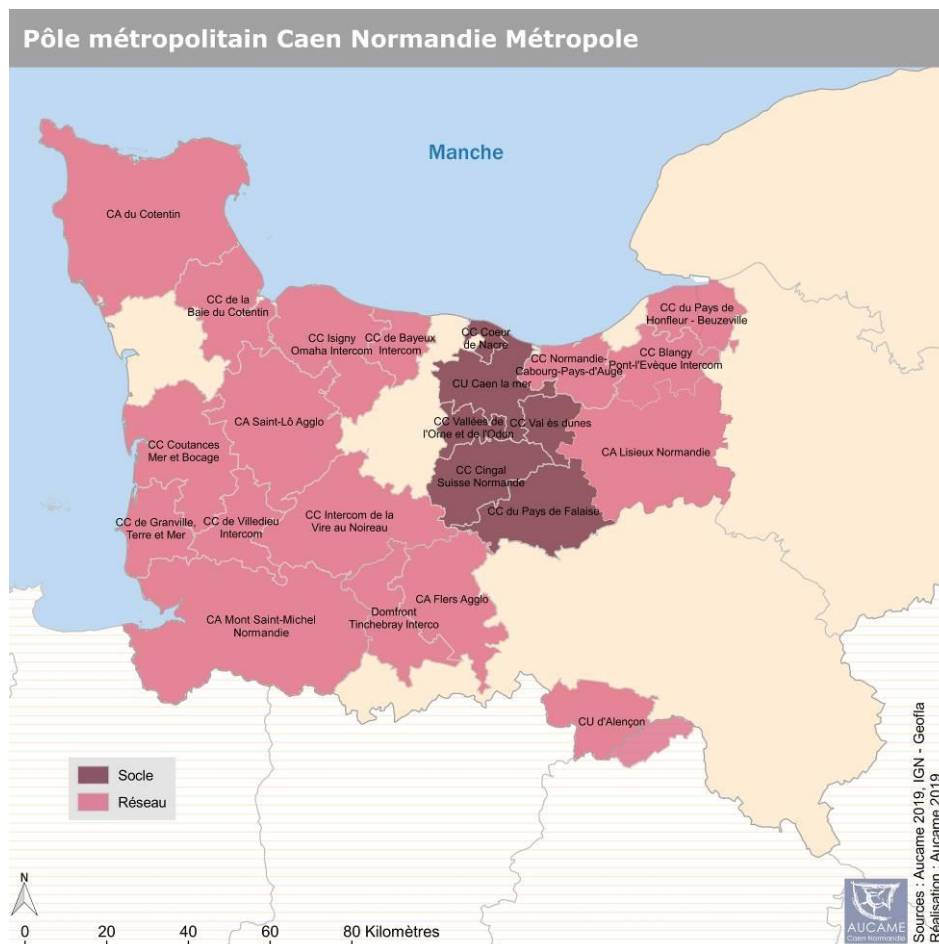 Pôle métropolitain Caen Normandie Métropole
Manche
CA du Cotentin
CC de la
Baie du Cotentin
CC Isigny
Omaha Intercom
CC de Bayeux
Intercom
CC Coeur
de Nacre
CC du Pays de
Honfleur - Beuzeville
CC Normandie-
Cabourg-Pays-d'Auge
CC Blangy
Pont-l'Evèque Intercom
CU Caen la mer
CA Saint-Lô Agglo
CC Vallées de
l'Orne et de l'Odon
CC Val ès dunes
CC Coutances
Mer et Bocage
CA Lisieux Normandie
CC Cingal
Suisse Normande
CC de Granville,
Terre et Mer
CC de Villedieu
Intercom
CC Intercom de la
Vire au Noireau
CC du Pays de Falaise
CA Mont Saint-Michel
Normandie
Domfront
Tinchebray Interco
CA Flers Agglo
CU d'Alençon
Socle
Réseau
N
0 20 40 60 80 Kilomètres
Sources : Aucame 2019, IGN - Geofla
Réalisation : Aucame 2019
AUCAME
Caen Normandie